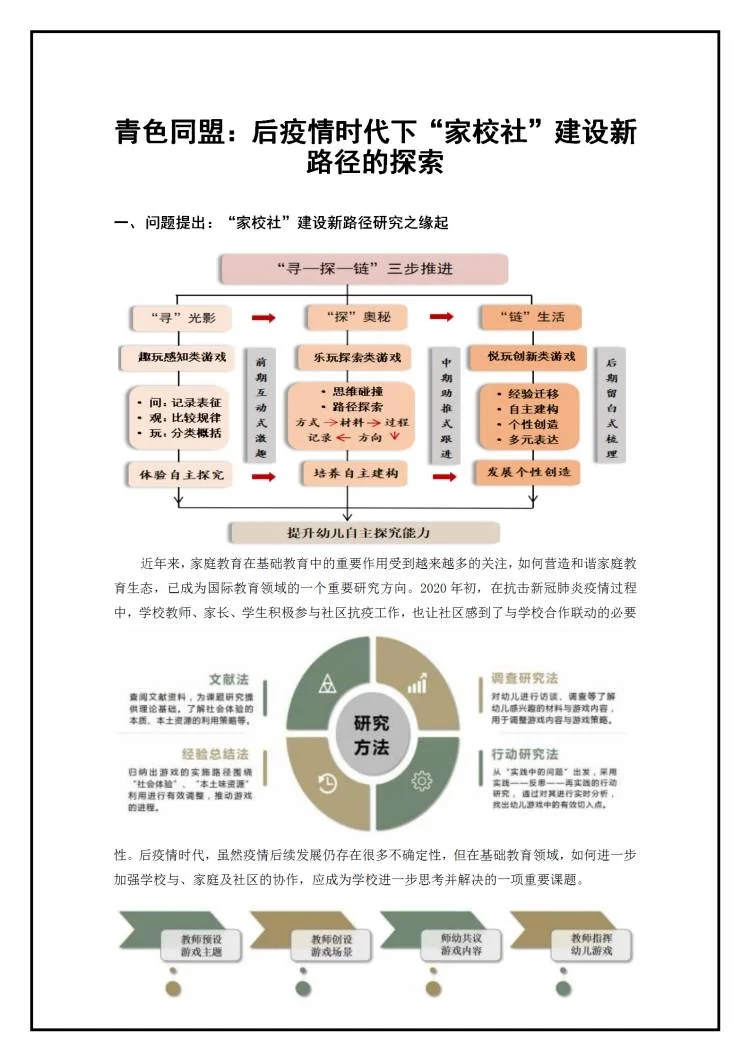 青色同盟：后疫情时代下“家校社”建设新
路径的探索
一、问题提出：“家校社”建设新路径研究之缘起
“寻—探—链”三步推进
“寻”光影
“探”奥秘
“链”生活
趣玩感知类游戏
乐玩探索类游戏
悦玩创新类游戏
前期互动式激趣
中期助推式跟进
后期留白式梳理
• 问：记录表征
• 观：比较规律
• 玩：分类概括
• 思维碰撞
• 路径探索
方式→材料→过程
记录← 方向↓
• 经验迁移
• 自主建构
• 个性创造
• 多元表达
体验自主探究
培养自主建构
发展个性创造
提升幼儿自主探究能力
近年来，家庭教育在基础教育中的重要作用受到越来越多的关注，如何营造和谐家庭教
育生态，已成为国际教育领域的一个重要研究方向。2020 年初，在抗击新冠肺炎疫情过程
中，学校教师、家长、学生积极参与社区抗疫工作，也让社区感到了与学校合作联动的必要
文献法
查阅文献资料，为课题研究提
供理论基础。了解社会体验的
本质、本土资源的利用策略等。
调查研究法
对幼儿进行访谈、调查等了解
幼儿感兴趣的材料与游戏内容，
用于调整游戏内容与游戏策略。
研究
方法
经验总结法
归纳出游戏的实施路径围绕
“社会体验”、“本土味资源”
利用进行有效调整，推动游戏
的进程。
行动研究法
从“实践中的问题”出发，采用
实践——反思——再实践的行动
研究，通过对其进行实时分析，
找出幼儿游戏中的有效切入点。
性。后疫情时代，虽然疫情后续发展仍存在很多不确定性，但在基础教育领域，如何进一步
加强学校与、家庭及社区的协作，应成为学校进一步思考并解决的一项重要课题。
教师预设
游戏主题
教师创设
游戏场景
师幼共议
游戏内容
教师指挥
幼儿游戏